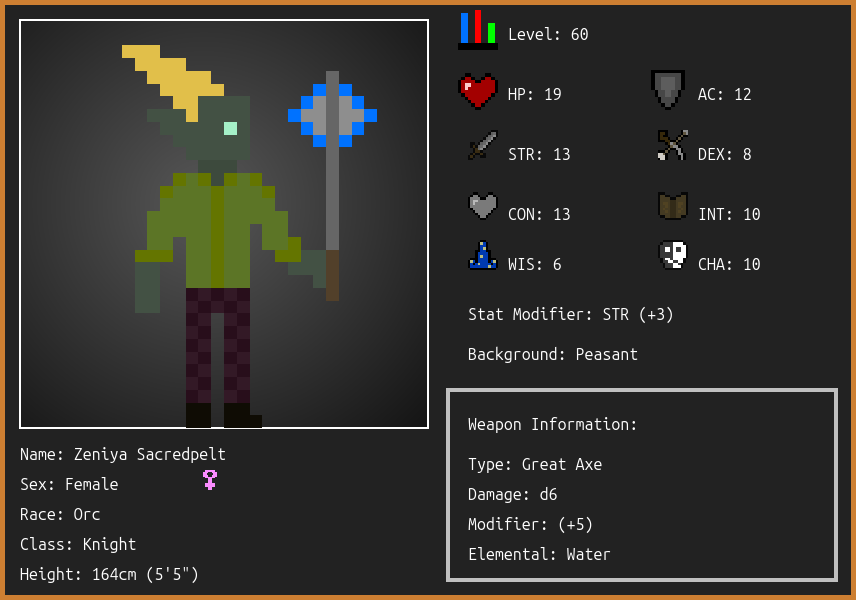 Level: 60
HP: 19
AC: 12
STR: 13
DEX: 8
CON: 13
INT: 10
WIS: 6
CHA: 10
Stat Modifier: STR (+3)
Background: Peasant
Weapon Information:
Type: Great Axe
Damage: d6
Modifier: (+5)
Elemental: Water
Name: Zeniya Sacredpelt
Sex: Female
Race: Orc
Class: Knight
Height: 164cm (5'5")